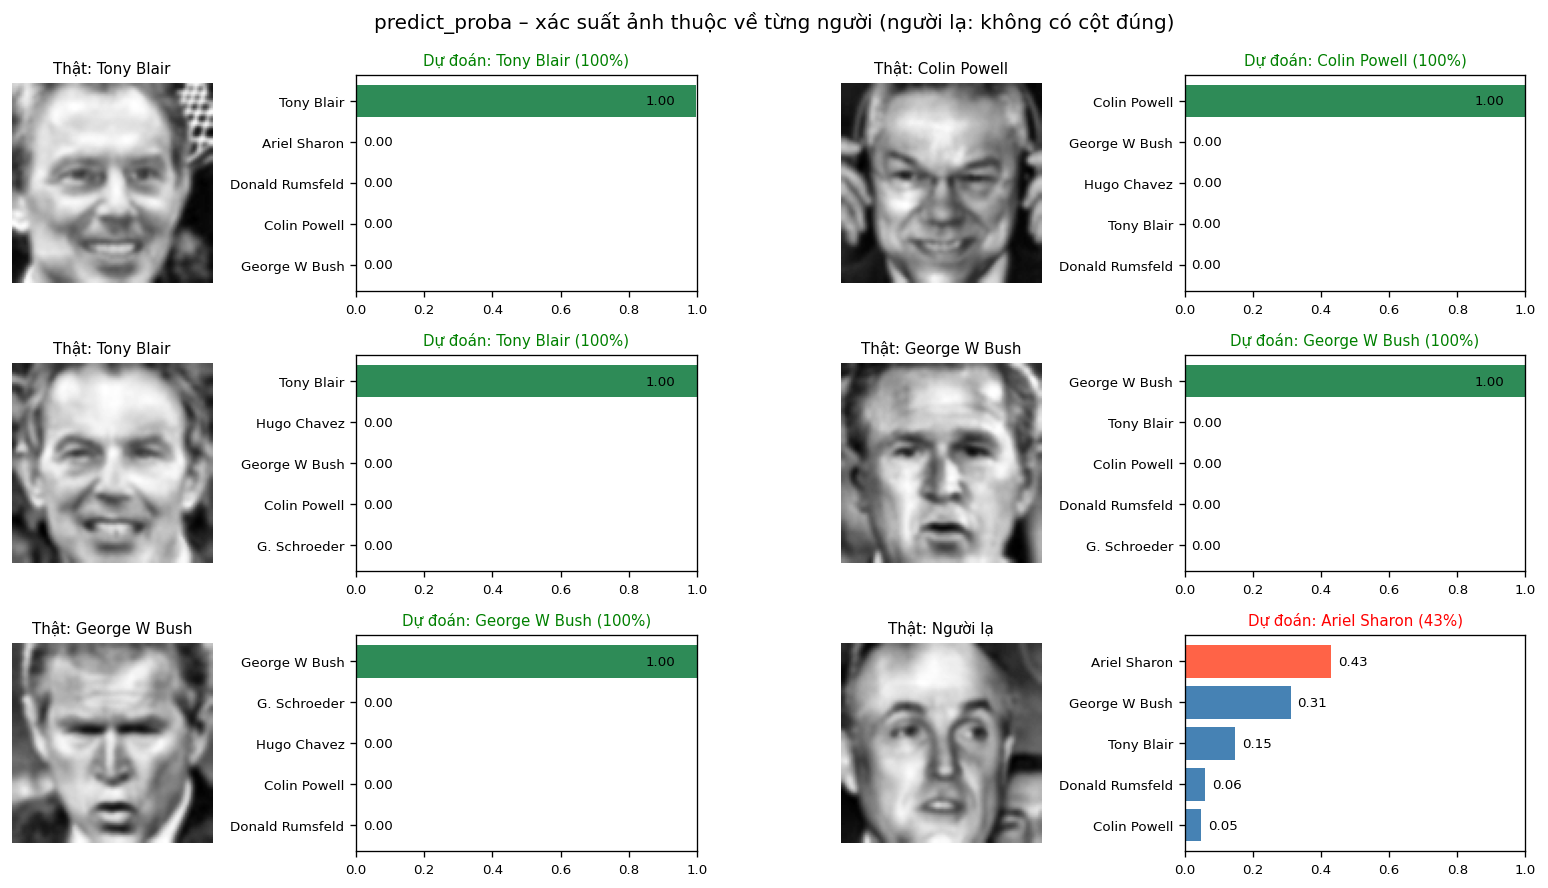 predict_proba – xác suất ảnh thuộc về từng người (người lạ: không có cột đúng)
Thật: Tony Blair
Dự đoán: Tony Blair (100%)
Tony Blair
1.00
Ariel Sharon
0.00
Donald Rumsfeld
0.00
Colin Powell
0.00
George W Bush
0.00
0.0 0.2 0.4 0.6 0.8 1.0
Thật: Colin Powell
Dự đoán: Colin Powell (100%)
Colin Powell
1.00
George W Bush
0.00
Hugo Chavez
0.00
Tony Blair
0.00
Donald Rumsfeld
0.00
0.0 0.2 0.4 0.6 0.8 1.0
Thật: Tony Blair
Dự đoán: Tony Blair (100%)
Tony Blair
1.00
Hugo Chavez
0.00
George W Bush
0.00
Colin Powell
0.00
G. Schroeder
0.00
0.0 0.2 0.4 0.6 0.8 1.0
Thật: George W Bush
Dự đoán: George W Bush (100%)
George W Bush
1.00
Tony Blair
0.00
Colin Powell
0.00
Donald Rumsfeld
0.00
G. Schroeder
0.00
0.0 0.2 0.4 0.6 0.8 1.0
Thật: George W Bush
Dự đoán: George W Bush (100%)
George W Bush
1.00
G. Schroeder
0.00
Hugo Chavez
0.00
Colin Powell
0.00
Donald Rumsfeld
0.00
0.0 0.2 0.4 0.6 0.8 1.0
Thật: Người lạ
Dự đoán: Ariel Sharon (43%)
Ariel Sharon
0.43
George W Bush
0.31
Tony Blair
0.15
Donald Rumsfeld
0.06
Colin Powell
0.05
0.0 0.2 0.4 0.6 0.8 1.0